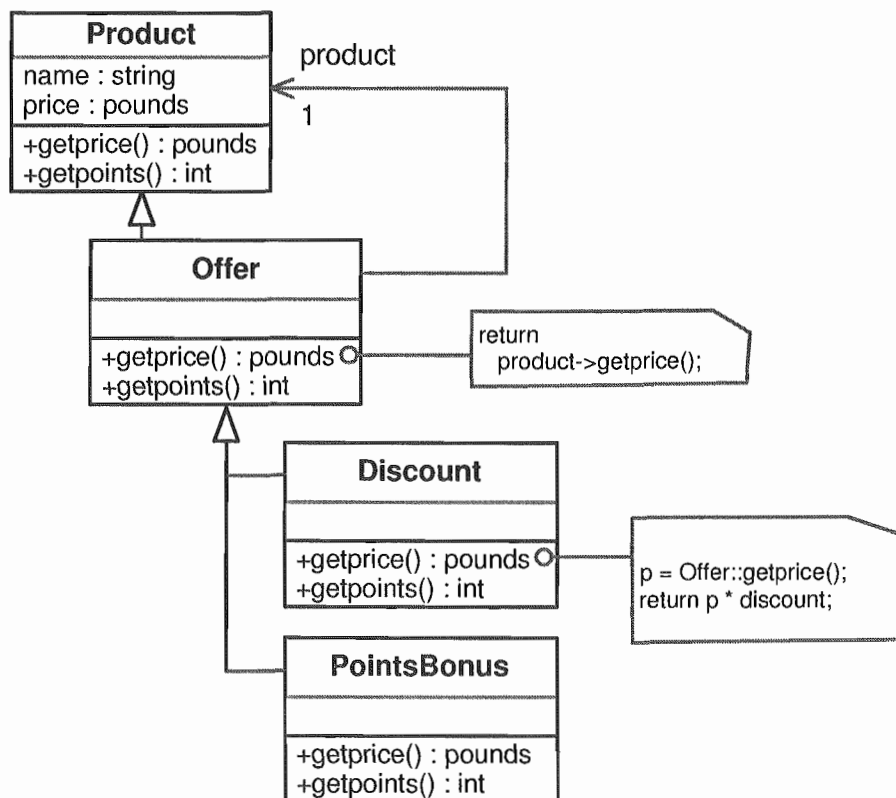 Product
name : string
price : pounds
+getprice() : pounds
+getpoints() : int
product
1
Offer
+getprice() : pounds
+getpoints() : int
return
product->getprice();
Discount
+getprice() : pounds
+getpoints() : int
p = Offer::getprice();
return p * discount;
PointsBonus
+getprice() : pounds
+getpoints() : int